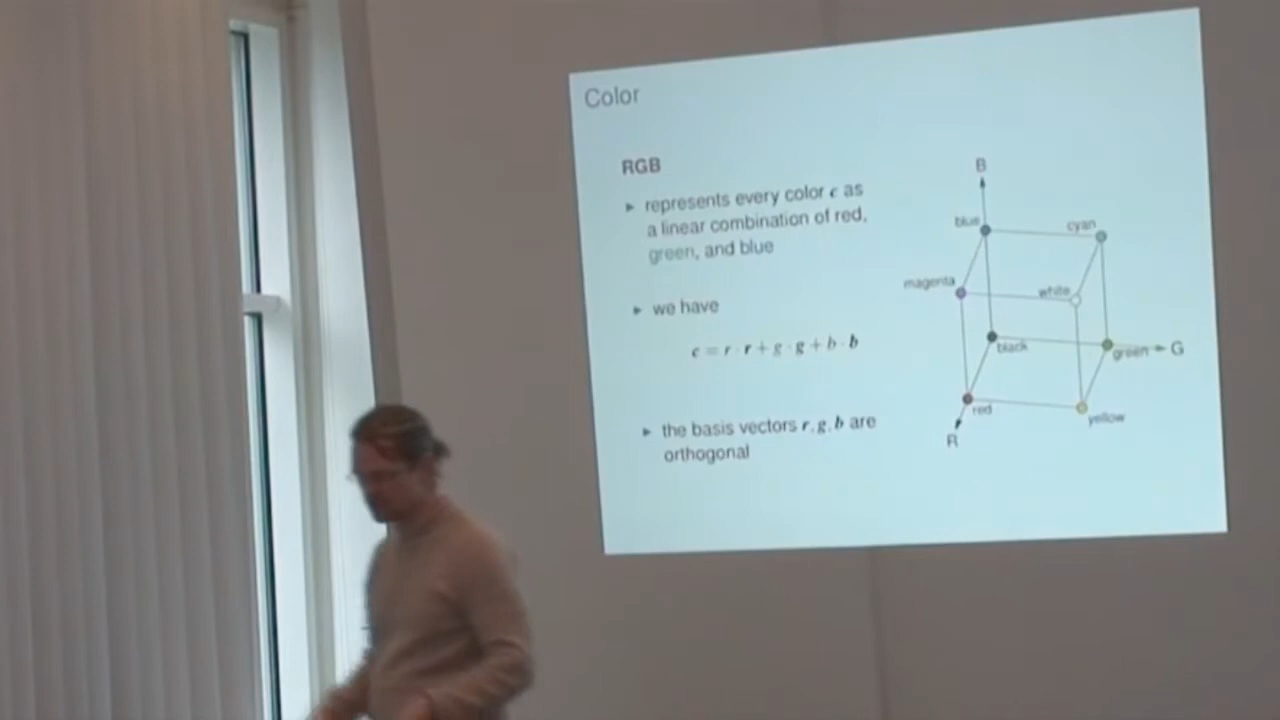 Color
RGB
► represents every color c as
a linear combination of red,
green, and blue
► we have
c = r · r + g · g + b · b
► the basis vectors r, g, b are
orthogonal
B
blue
cyan
magenta
white
black
green
G
red
yellow
R